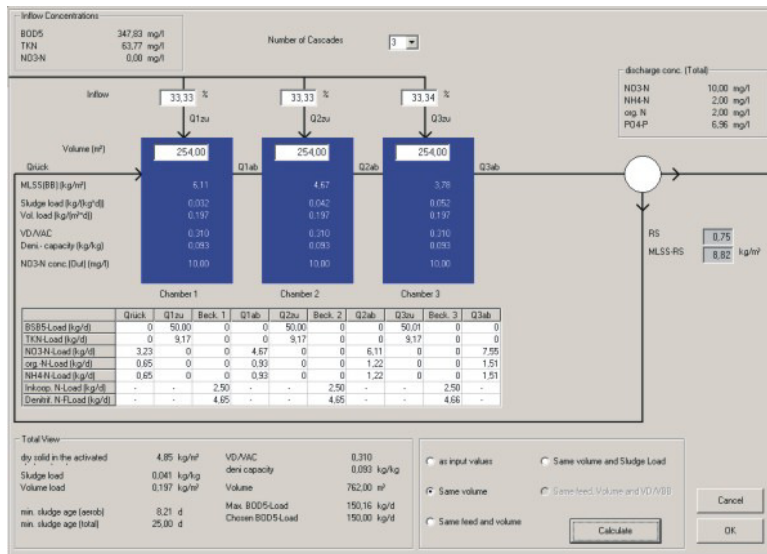 Inflow Concentrations
BOD5 347,83 mg/l
TKN 63,77 mg/l
NO3-N 0,00 mg/l
Number of Cascades 3
discharge conc. (Total)
NO3-N 10,00 mg/l
NH4-N 2,00 mg/l
org. N 2,00 mg/l
PO4-P 6,96 mg/l
Inflow 33,33 % 33,33 % 33,34 %
Q1zu Q2zu Q3zu
Volume (m³) 254,00 254,00 254,00
Qrück Q1ab Q2ab Q3ab
MLSS(BB) (kg/m³) 6,11 4,67 3,78
Sludge load (kg/(kg*d)) 0.032 0.042 0.052
Vol. load (kg/(m³*d)) 0.197 0.197 0.197
VD/VAC 0.310 0.310 0.310
Deni.- capacity (kg/kg) 0.093 0.093 0.093
NO3-N conc.(Out) (mg/l) 10,00 10,00 10,00
RS 0,75
MLSS-RS 8,82 kg/m³
Chamber 1 Chamber 2 Chamber 3
Qrück Q1zu Beck. 1 Q1ab Q2zu Beck. 2 Q2ab Q3zu Beck. 3 Q3ab
BSB5-Load (kg/d) 0 50,00 0 0 50,00 0 0 50,01 0 0
TKN-Load (kg/d) 0 9,17 0 0 9,17 0 0 9,17 0 0
NO3-N-Load (kg/d) 3,23 0 0 4,67 0 0 6,11 0 0 7,55
org.-N-Load (kg/d) 0,65 0 0 0,93 0 0 1,22 0 0 1,51
NH4-N-Load (kg/d) 0,65 0 0 0,93 0 0 1,22 0 0 1,51
Inkoop. N-Load (kg/d) - - 2,50 - - 2,50 - - 2,50 -
Denitrif. N-FLoad (kg/d) - - 4,65 - - 4,65 - - 4,66 -
Total View
dry solid in the activated 4,85 kg/m³
Sludge load 0,041 kg/kg
Volume load 0,197 kg/m³
min. sludge age (aerob) 8,21 d
min. sludge age (total) 25,00 d
VD/VAC 0,310
deni capacity 0,093 kg/kg
Volume 762,00 m³
Max. BOD5-Load 150,16 kg/d
Chosen BOD5-Load 150,00 kg/d
as input values
Same volume and Sludge Load
Same volume
Same feed, Volume and VD/VBB
Same feed and volume
Calculate
Cancel
OK